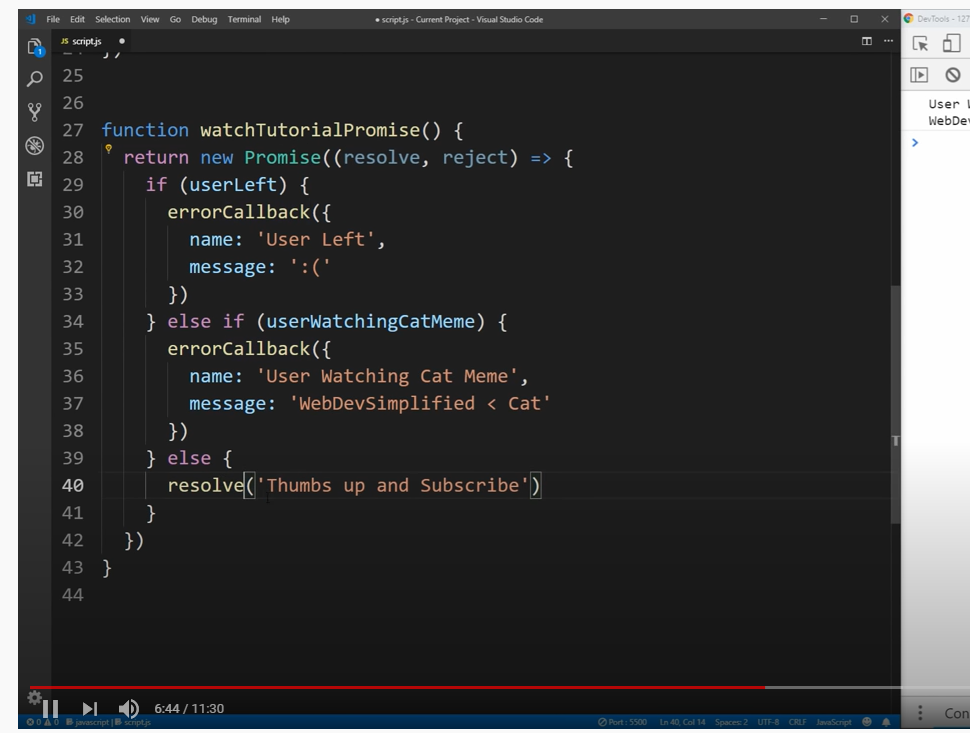 File Edit Selection View Go Debug Terminal Help
● script.js - Current Project - Visual Studio Code
DevTools - 127
JS script.js ●
1
24 })
25
26
27 function watchTutorialPromise() {
28 return new Promise((resolve, reject) => {
29 if (userLeft) {
30 errorCallback({
31 name: 'User Left',
32 message: ':('
33 })
34 } else if (userWatchingCatMeme) {
35 errorCallback({
36 name: 'User Watching Cat Meme',
37 message: 'WebDevSimplified < Cat'
38 })
39 } else {
40 resolve('Thumbs up and Subscribe')
41 }
42 })
43 }
44
User W
WebDev
>
T
6:44 / 11:30
0 0 javascript | script.js
Port : 5500 Ln 40, Col 14 Spaces: 2 UTF-8 CRLF JavaScript
Con